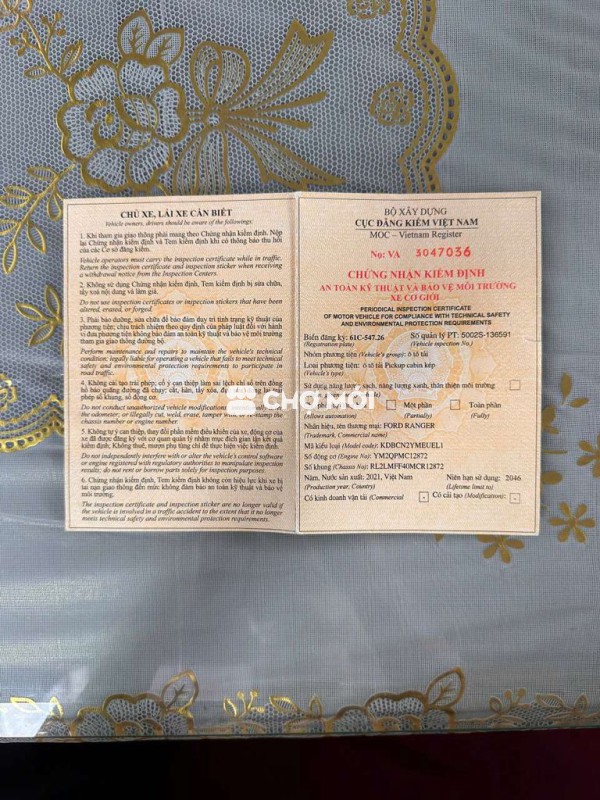 CHỦ XE, LÁI XE CẦN BIẾT
Vehicle owners, drivers should be aware of the followings:
1. Khi tham gia giao thông phải mang theo Chứng nhận kiểm định. Nộp
lại Chứng nhận kiểm định và Tem kiểm định khi có thông báo thu hồi
của các Cơ sở đăng kiểm.
Vehicle operators must carry the inspection certificate while in traffic.
Return the inspection certificate and inspection sticker when receiving
a withdrawal notice from the Inspection Centers.
2. Không sử dụng Chứng nhận kiểm định, Tem kiểm định bị sửa chữa,
tẩy xoá nội dung và làm giả.
Do not use inspection certificates or inspection stickers that have been
altered, erased, or forged.
3. Phải bảo dưỡng, sửa chữa để bảo đảm duy trì tình trạng kỹ thuật của
phương tiện; chịu trách nhiệm theo quy định của pháp luật đối với hành
vi đưa phương tiện không bảo đảm an toàn kỹ thuật và bảo vệ môi trường
tham gia giao thông đường bộ.
Perform maintenance and repairs to maintain the vehicle's technical
condition; legally liable for operating a vehicle that fails to meet technical
safety and environmental protection requirements to participate in
road traffic.
4. Không cải tạo trái phép, cố ý can thiệp làm sai lệch chỉ số trên đồng
hồ báo quãng đường đã chạy; cắt, hàn, tẩy xóa, đục
phép số khung, số động cơ.
Do not conduct unauthorized vehicle modifications
the odometer; or illegally cut, weld, erase, tamper with
chassis number or engine number.
5. Không tự ý can thiệp, thay đổi phần mềm điều khiển của xe, động cơ của
xe đã được đăng ký với cơ quan quản lý nhằm mục đích gian lận kết quả
kiểm định; Không thuê, mượn phụ tùng chỉ để thực hiện việc kiểm định.
Do not independently interfere with or alter the vehicle's control software
or engine registered with regulatory authorities to manipulate inspection
results; do not rent or borrow parts solely for inspection purposes.
6. Chứng nhận kiểm định, Tem kiểm định không còn hiệu lực khi xe bị
tai nạn giao thông đến mức không đảm bảo an toàn kỹ thuật và bảo vệ
môi trường.
The inspection certificate and inspection sticker are no longer valid if
the vehicle is involved in a traffic accident to the extent that it no longer
meets technical safety and environmental protection requirements.
BỘ XÂY DỰNG
CỤC ĐĂNG KIỂM VIỆT NAM
MOC – Vietnam Register
No: VA 3047036
CHỨNG NHẬN KIỂM ĐỊNH
AN TOÀN KỸ THUẬT VÀ BẢO VỆ MÔI TRƯỜNG
XE CƠ GIỚI
PERIODICAL INSPECTION CERTIFICATE
OF MOTOR VEHICLE FOR COMPLIANCE WITH TECHNICAL SAFETY
AND ENVIRONMENTAL PROTECTION REQUIREMENTS
Biển đăng ký: 61C-547.26 Số quản lý PT: 5002S-136591
(Registration plate) (Vehicle inpection No.)
Nhóm phương tiện (Vehicle's group): ô tô tải
Loại phương tiện: ô tô tải Pickup cabin kép
(Vehicle's type)
Sử dụng năng lượng sạch, năng lượng xanh, thân thiện môi trường
CHỢ MỚI
Một phần Toàn phần
(Allows automation) (Partially) (Fully)
Nhãn hiệu, tên thương mại: FORD RANGER
(Trademark, Commercial name)
Mã kiểu loại (Model code): KDBCN2YMEUEL1
Số động cơ (Engine No): YM2QPMC12872
Số khung (Chassis No): RL2LMFF40MCR12872
Năm, Nước sản xuất: 2021, Việt Nam Niên hạn sử dụng: 2046
(Production year, Country) (Lifetime limit to)
Có kinh doanh vận tải (Commercial - Có cải tạo (Modifications: -